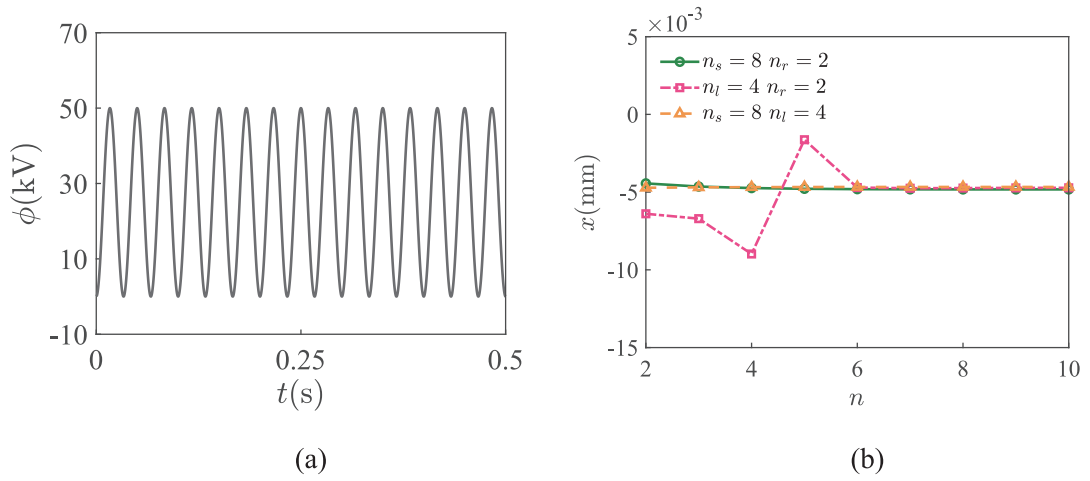 70
50
30
10
-10
ϕ(kV)
0
0.25
0.5
t(s)
(a)
×10⁻³
5
0
-5
-10
-15
x(mm)
n_s = 8 n_r = 2
n_l = 4 n_r = 2
n_s = 8 n_l = 4
2
4
6
8
10
n
(b)